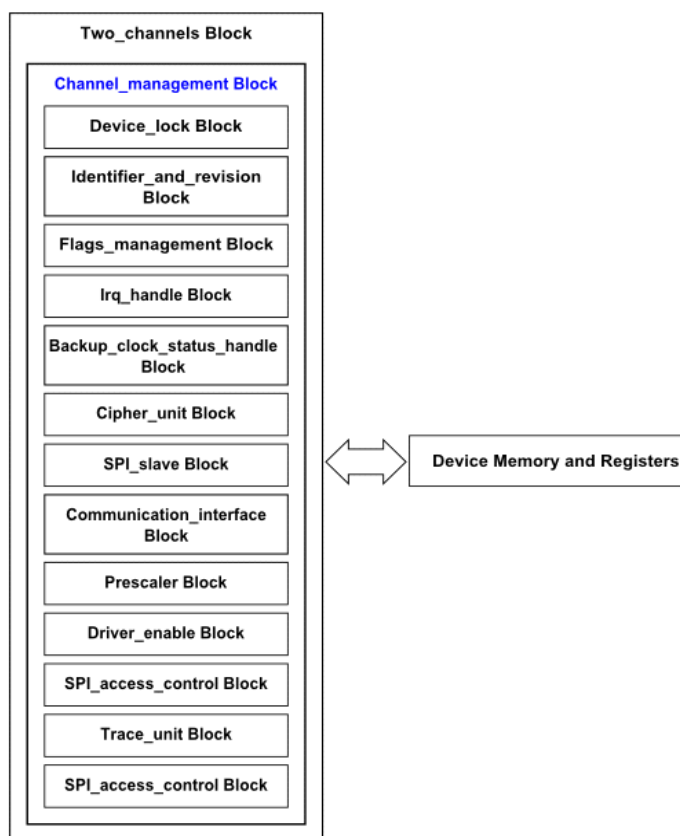 Two_channels Block
Channel_management Block
Device_lock Block
Identifier_and_revision
Block
Flags_management Block
Irq_handle Block
Backup_clock_status_handle
Block
Cipher_unit Block
SPI_slave Block
Communication_interface
Block
Prescaler Block
Driver_enable Block
SPI_access_control Block
Trace_unit Block
SPI_access_control Block
Device Memory and Registers